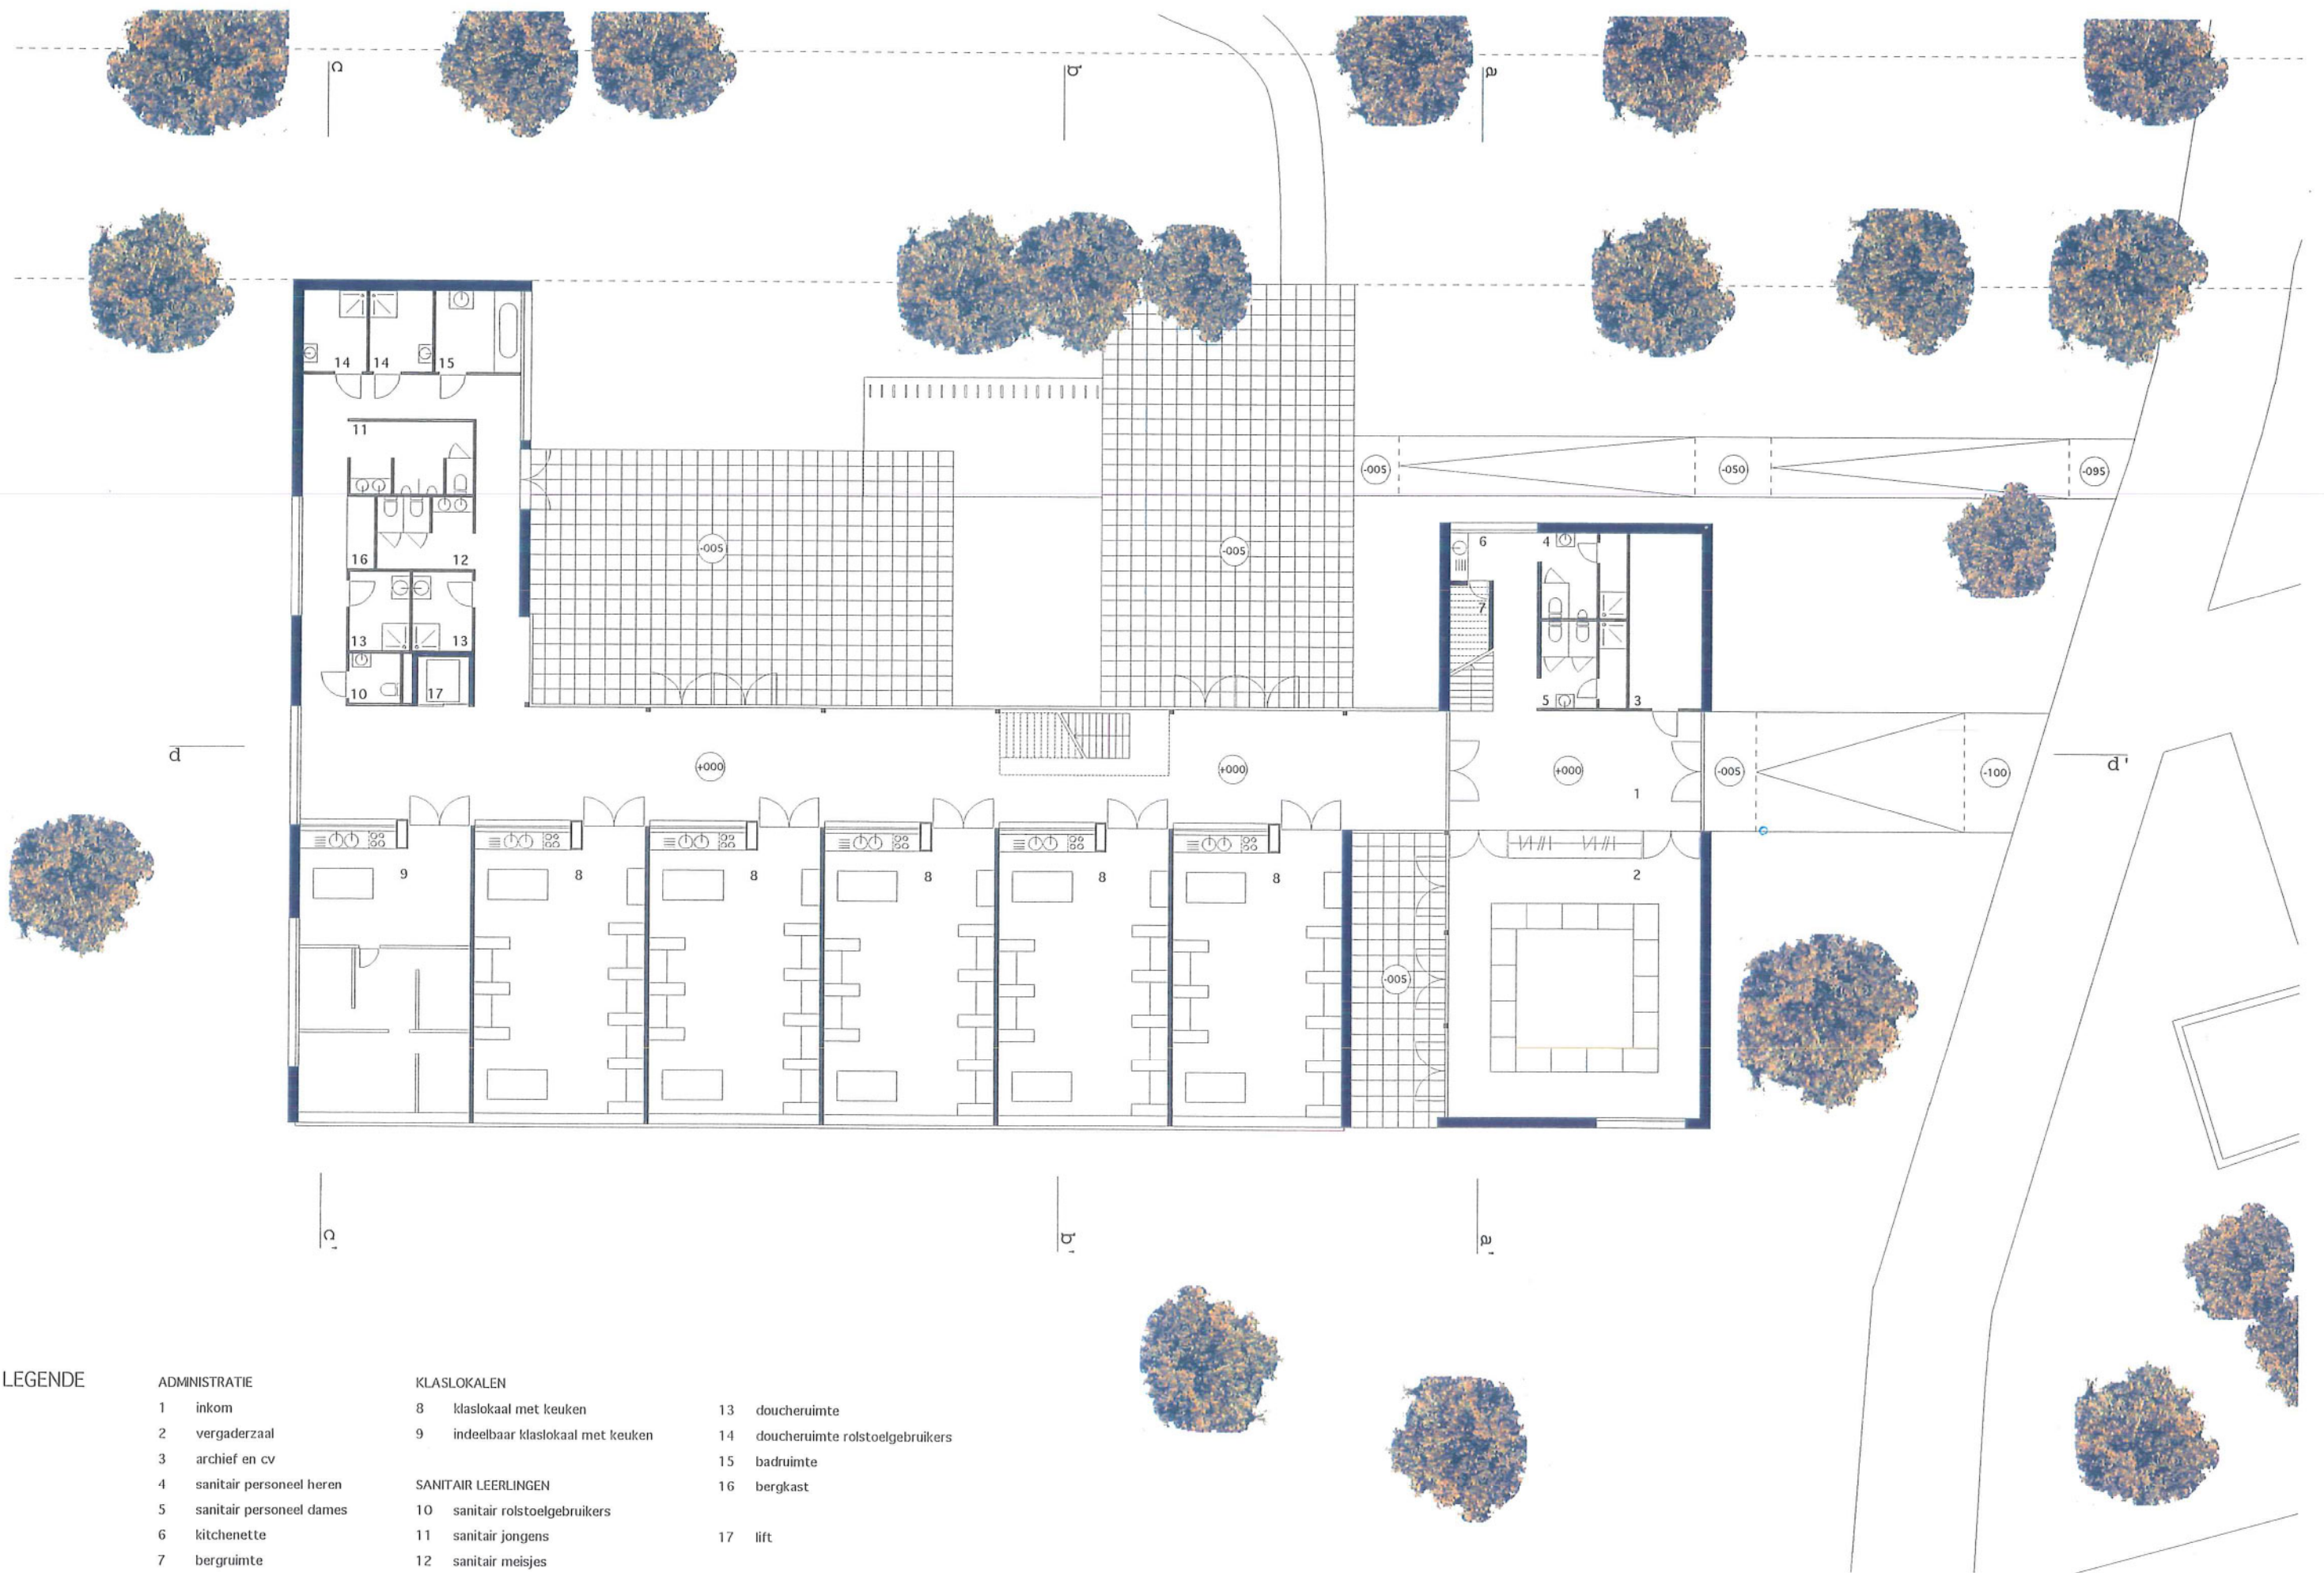 c
b
a
14
14
15
11
-005
-050
-095
6
4
-005
-005
16
12
7
13
13
10
17
5
3
d
+000
+000
+000
-005
-100
d'
1
9
8
8
8
8
8
2
-005
c'
b'
a'
LEGENDE
ADMINISTRATIE
1 inkom
2 vergaderzaal
3 archief en cv
4 sanitair personeel heren
5 sanitair personeel dames
6 kitchenette
7 bergruimte
KLASLOKALEN
8 klaslokaal met keuken
9 indeelbaar klaslokaal met keuken
SANITAIR LEERLINGEN
10 sanitair rolstoelgebruikers
11 sanitair jongens
12 sanitair meisjes
13 doucheruimte
14 doucheruimte rolstoelgebruikers
15 badruimte
16 bergkast
17 lift